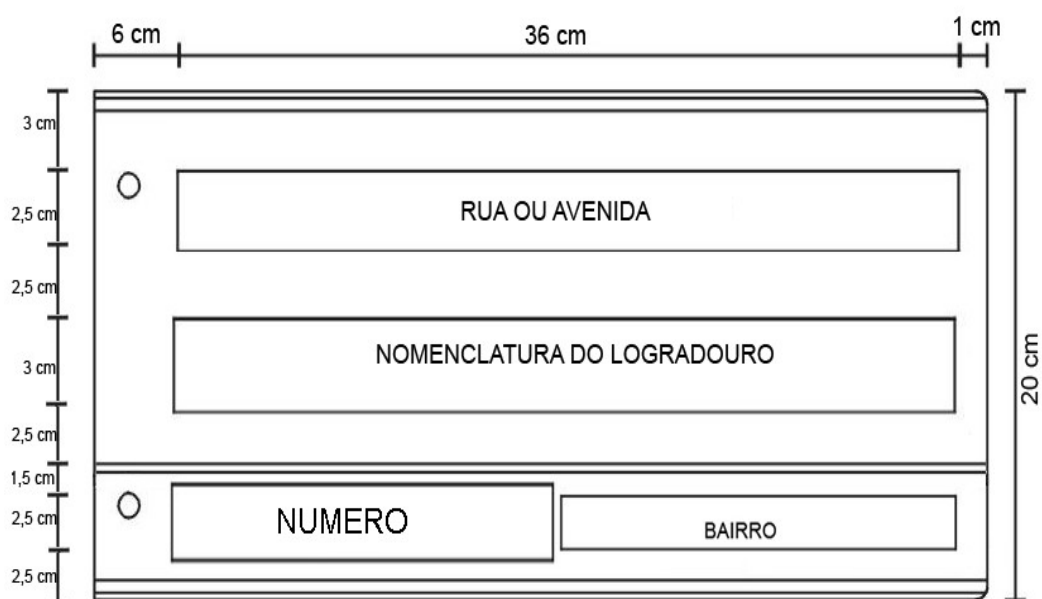 6 cm 36 cm 1 cm
3 cm
2,5 cm
RUA OU AVENIDA
2,5 cm
3 cm
NOMENCLATURA DO LOGRADOURO
20 cm
2,5 cm
1,5 cm
2,5 cm
NUMERO
BAIRRO
2,5 cm